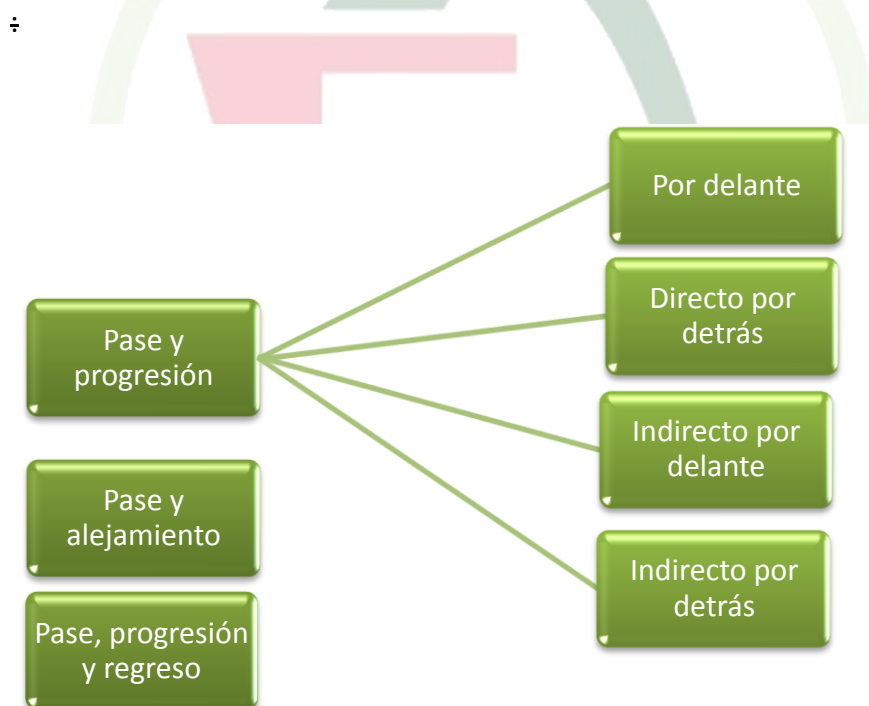 ÷
Por delante
Directo por
detrás
Pase y
progresión
Indirecto por
delante
Pase y
alejamiento
Indirecto por
detrás
Pase, progresión
y regreso